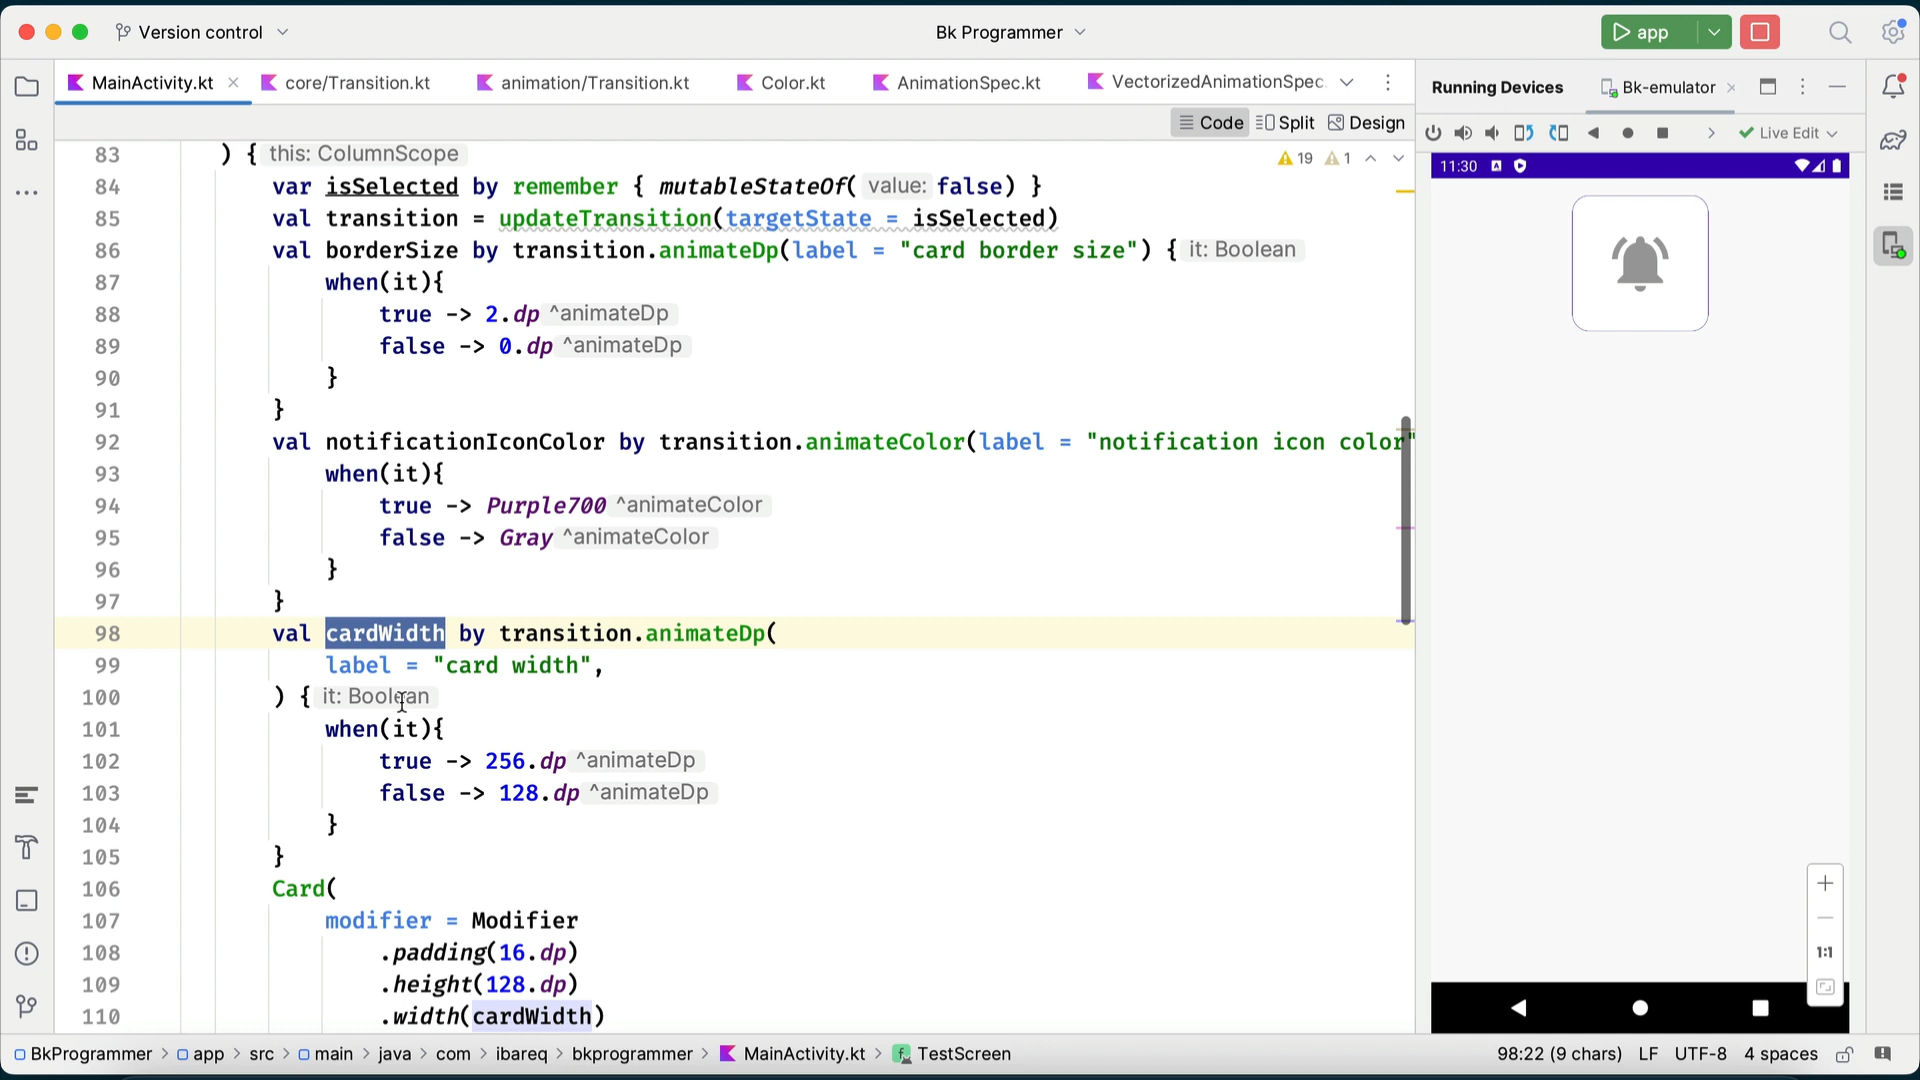 Version control
Bk Programmer
app
MainActivity.kt
core/Transition.kt
animation/Transition.kt
Color.kt
AnimationSpec.kt
VectorizedAnimationSpec.
Running Devices
Bk-emulator
Code
Split
Design
Live Edit
19
1
11:30
83 ) { this: ColumnScope
84 var isSelected by remember { mutableStateOf( value: false) }
85 val transition = updateTransition(targetState = isSelected)
86 val borderSize by transition.animateDp(label = "card border size") { it: Boolean
87 when(it){
88 true -> 2.dp ^animateDp
89 false -> 0.dp ^animateDp
90 }
91 }
92 val notificationIconColor by transition.animateColor(label = "notification icon color"
93 when(it){
94 true -> Purple700 ^animateColor
95 false -> Gray ^animateColor
96 }
97 }
98 val cardWidth by transition.animateDp(
99 label = "card width",
100 ) { it: Boolean
101 when(it){
102 true -> 256.dp ^animateDp
103 false -> 128.dp ^animateDp
104 }
105 }
106 Card(
107 modifier = Modifier
108 .padding(16.dp)
109 .height(128.dp)
110 .width(cardWidth)
1:1
BkProgrammer > app > src > main > java > com > ibareq > bkprogrammer > MainActivity.kt > TestScreen
98:22 (9 chars) LF UTF-8 4 spaces